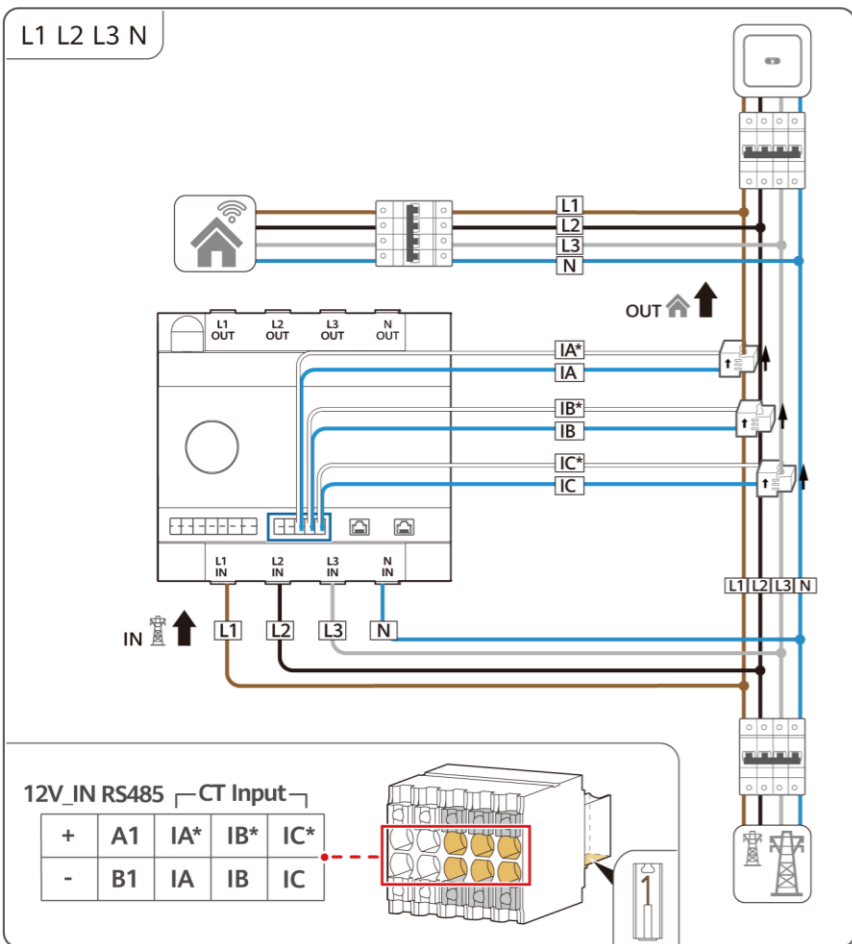 L1 L2 L3 N
L1
L2
L3
N
OUT
L1 OUT
L2 OUT
L3 OUT
N OUT
IA*
IA
IB*
IB
IC*
IC
L1 IN
L2 IN
L3 IN
N IN
L1 L2 L3 N
IN
L1
L2
L3
N
12V_IN RS485 CT Input
+ A1 IA* IB* IC*
- B1 IA IB IC
1